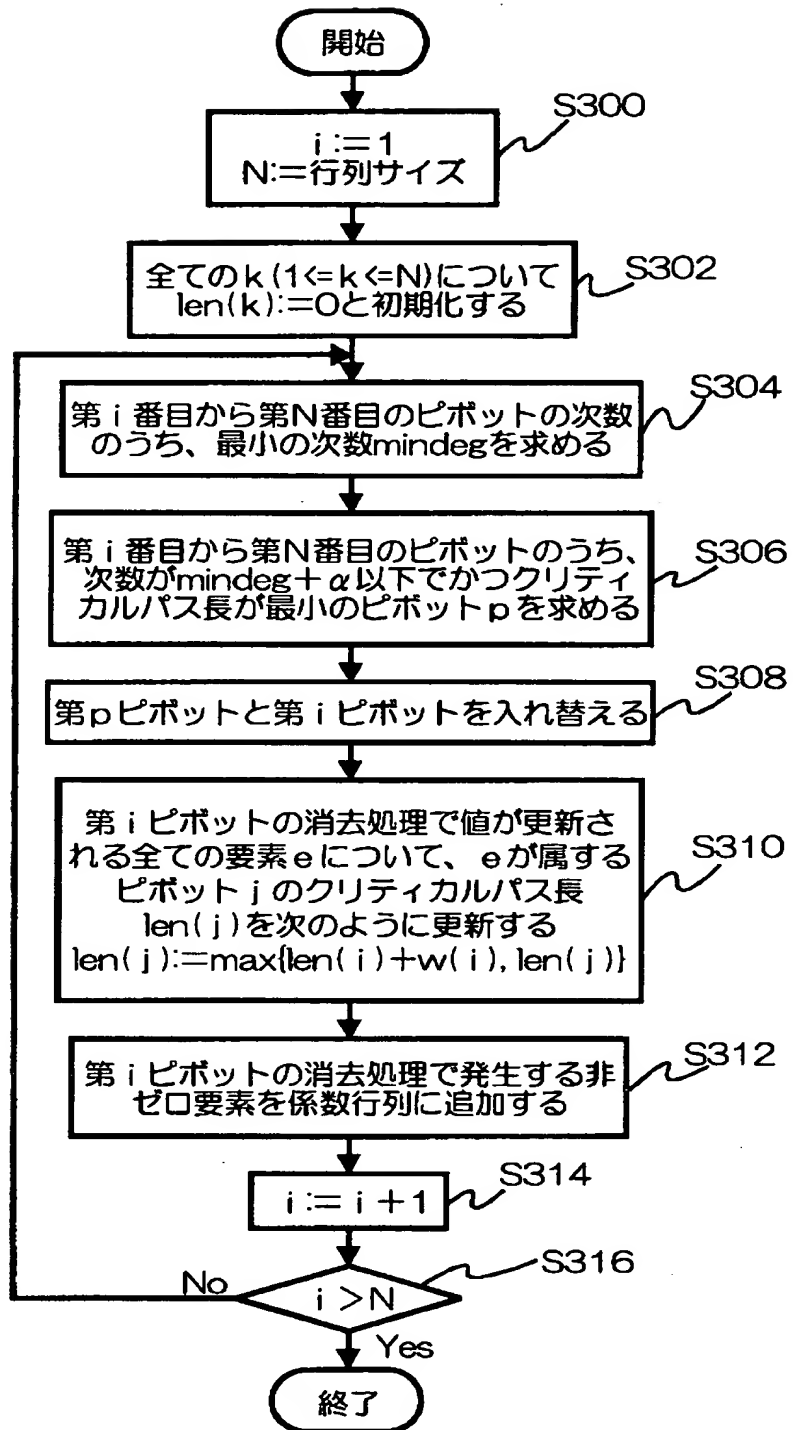 開始
S300
i:=1
N:=行列サイズ
S302
全てのk(1<=k<=N)について
len(k):=0と初期化する
S304
第i番目から第N番目のピボットの次数
のうち、最小の次数mindegを求める
S306
第i番目から第N番目のピボットのうち、
次数がmindeg+α以下でかつクリティ
カルパス長が最小のピボットpを求める
S308
第pピボットと第iピボットを入れ替える
S310
第iピボットの消去処理で値が更新さ
れる全ての要素eについて、eが属する
ピボットjのクリティカルパス長
len(j)を次のように更新する
len(j):=max{len(i)+w(i),len(j)}
S312
第iピボットの消去処理で発生する非
ゼロ要素を係数行列に追加する
S314
i:=i+1
S316
No
i>N
Yes
終了